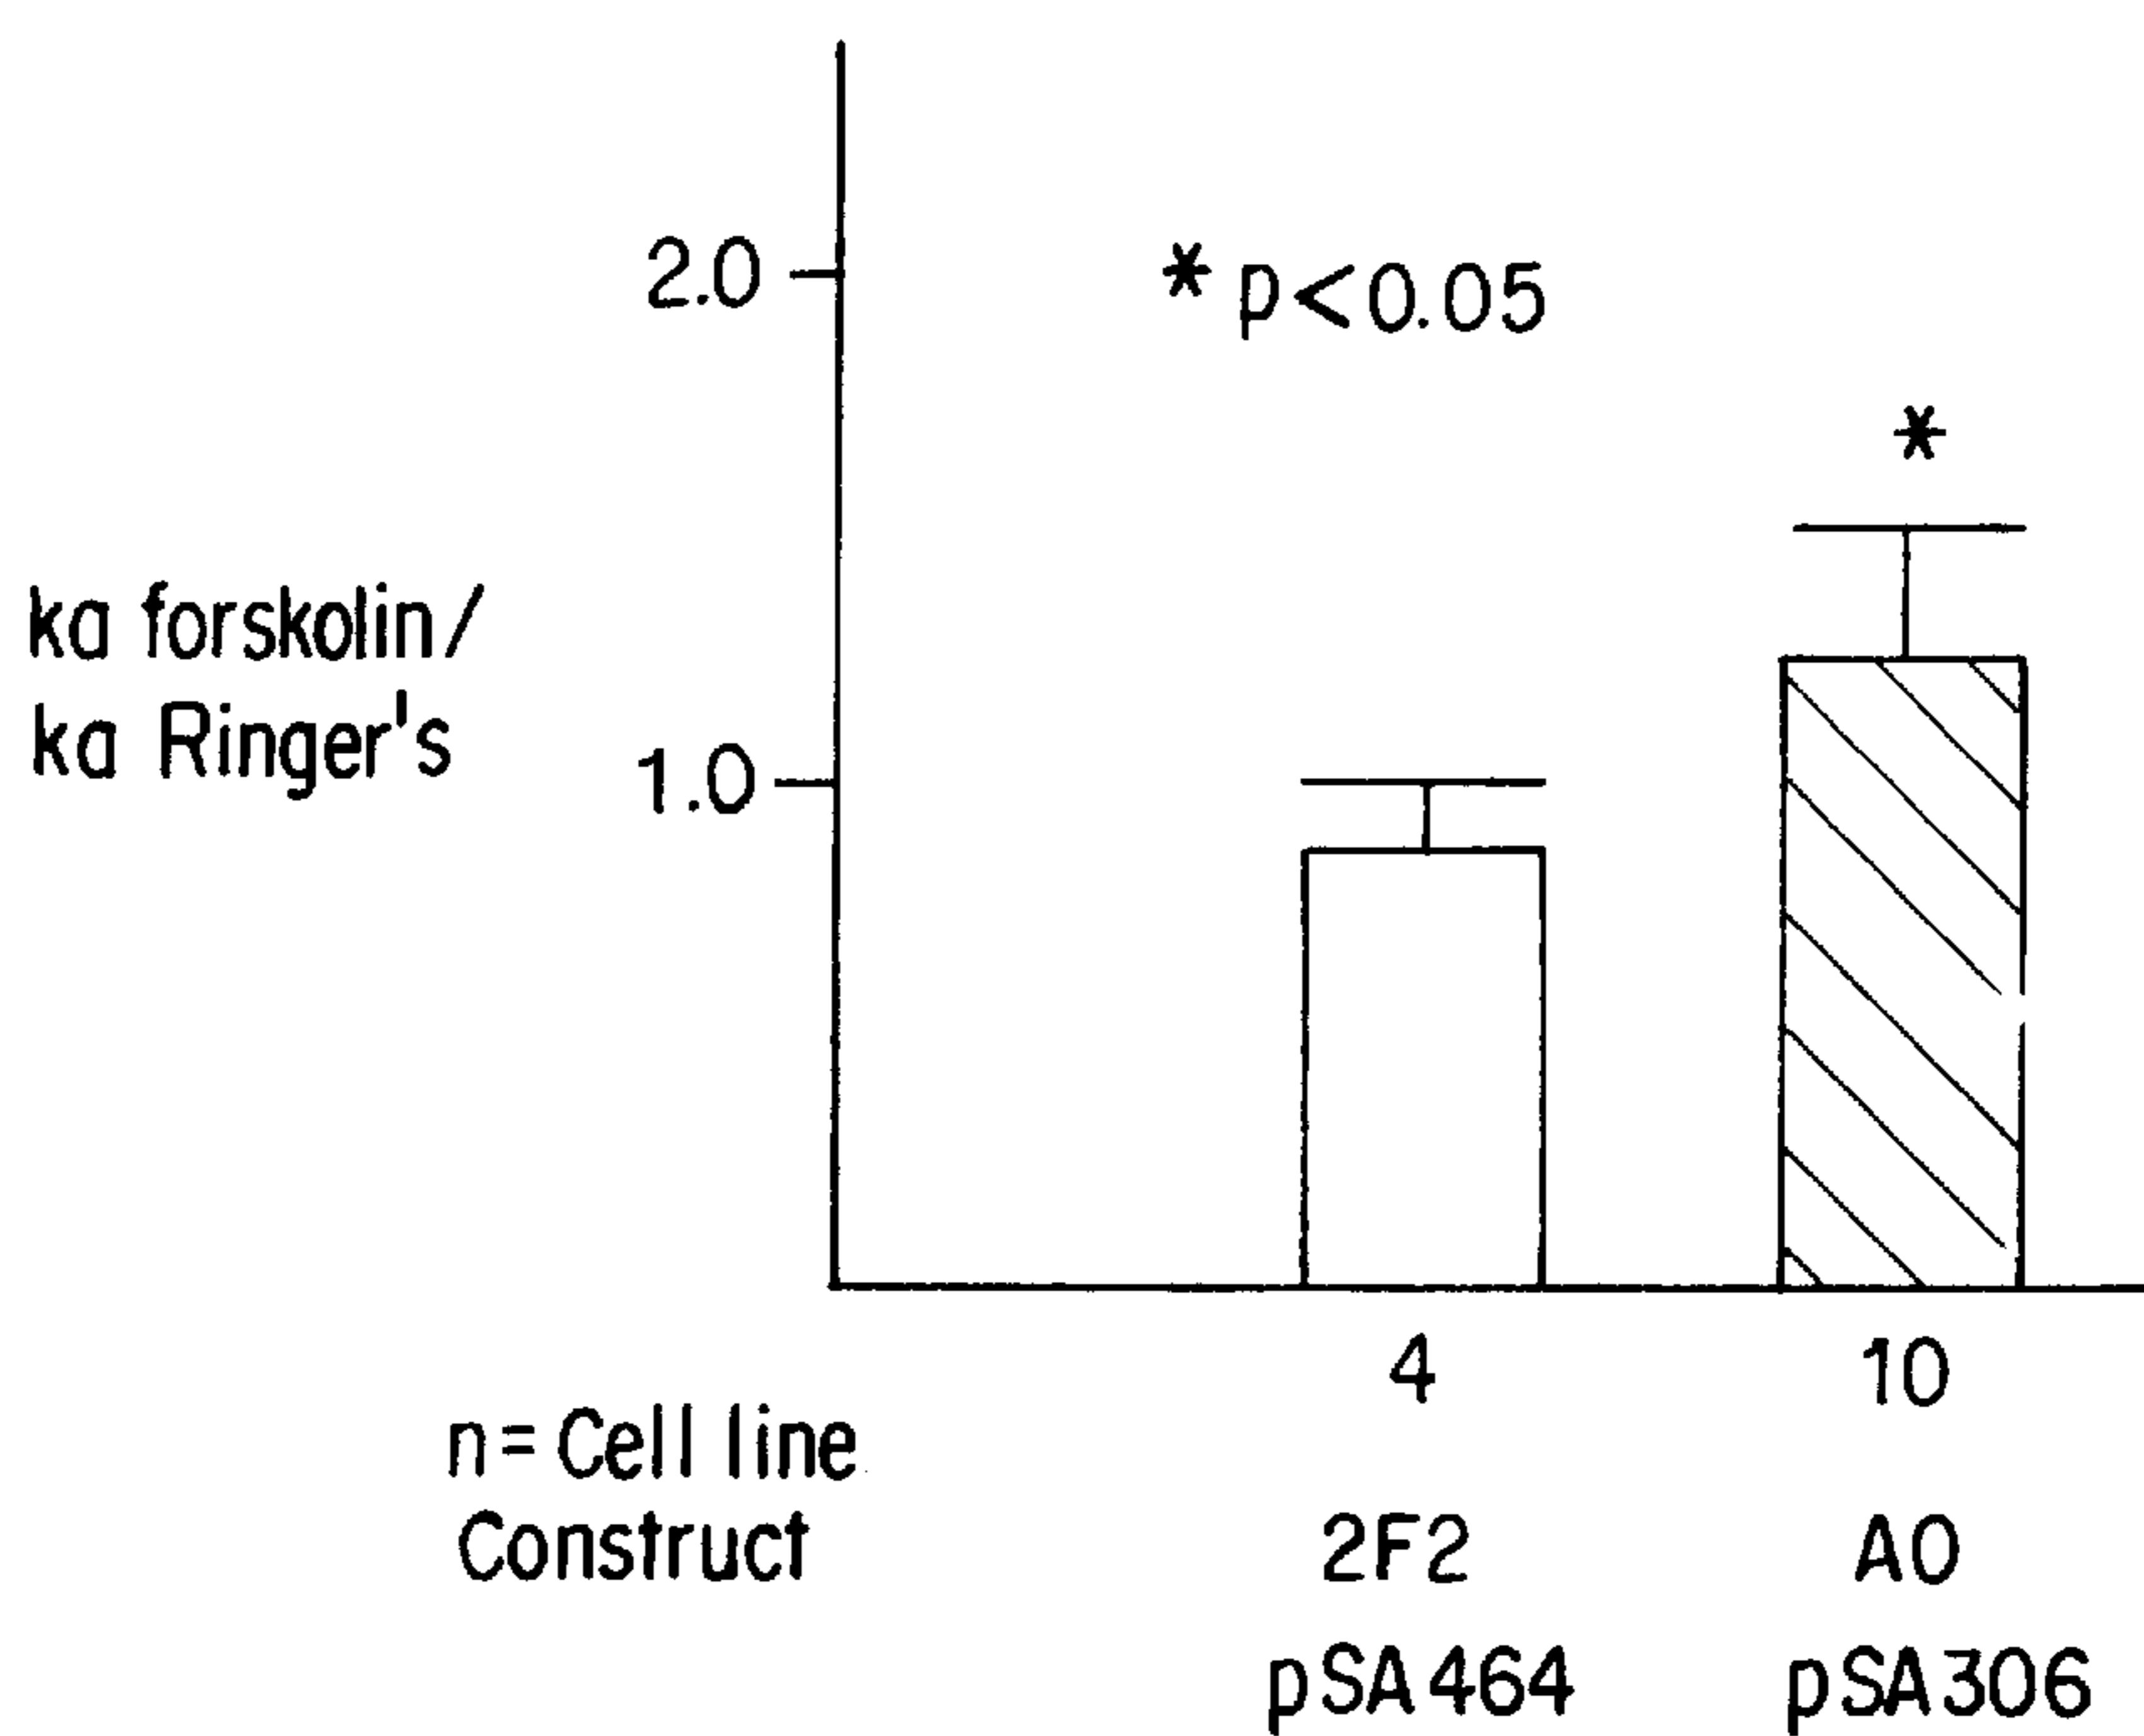 2.0
* p<0.05
*
ka forskolin/
ka Ringer's
1.0
4 10
n= Cell line
Construct 2F2 A0
pSA464 pSA306